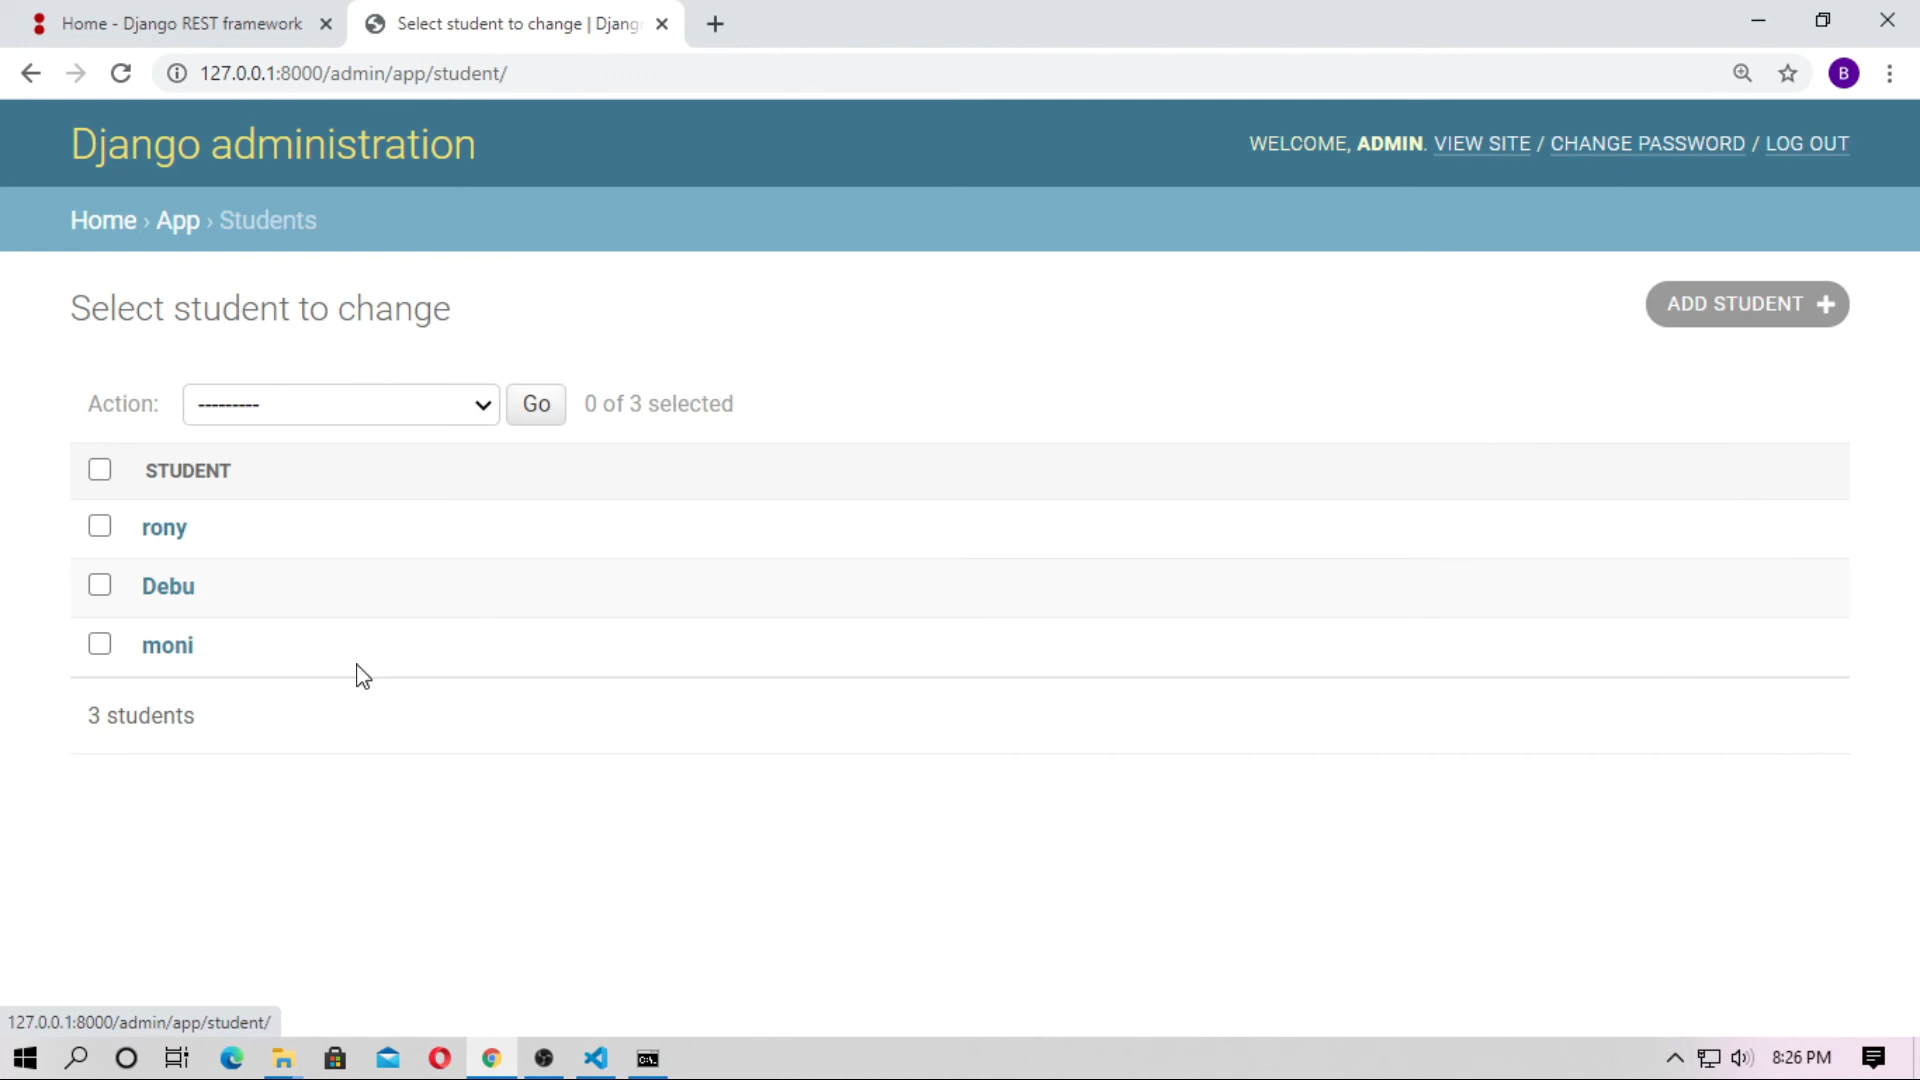 Home - Django REST framework
Select student to change | Djang
127.0.0.1:8000/admin/app/student/
B
Django administration
WELCOME, ADMIN. VIEW SITE / CHANGE PASSWORD / LOG OUT
Home › App › Students
Select student to change
ADD STUDENT +
Action: --------- Go 0 of 3 selected
STUDENT
rony
Debu
moni
3 students
127.0.0.1:8000/admin/app/student/
8:26 PM